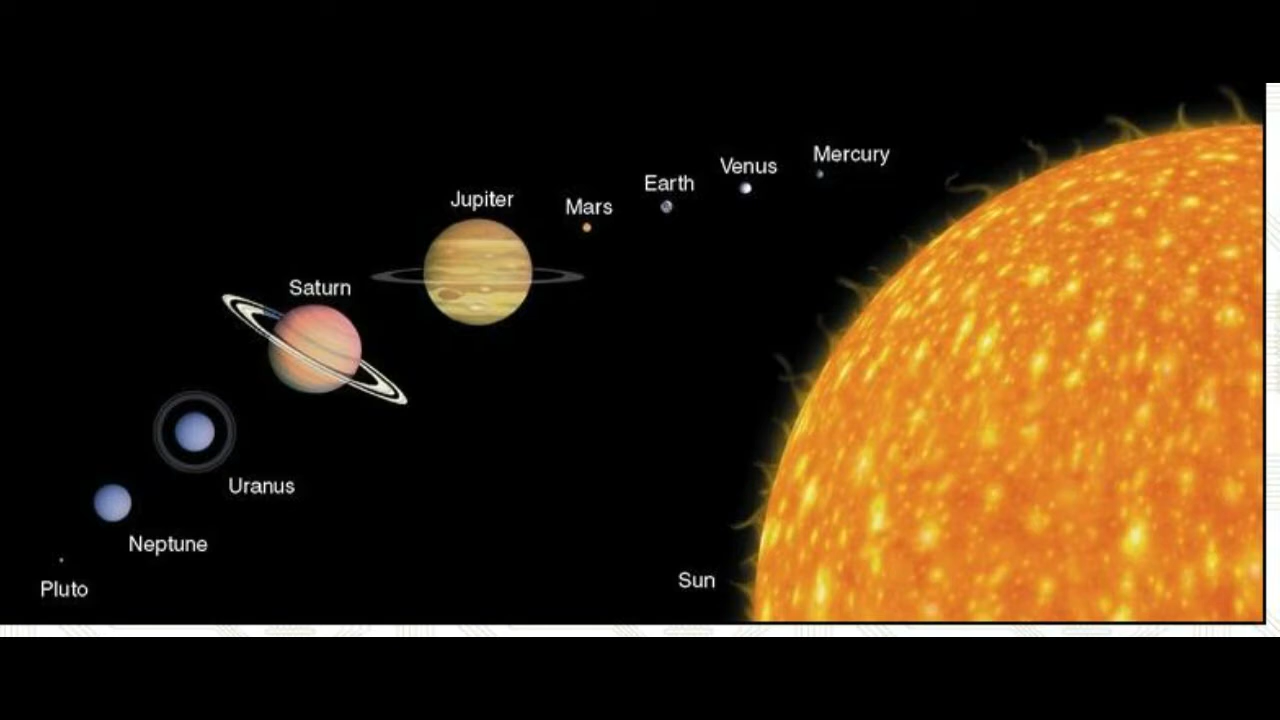 Mercury
Venus
Earth
Mars
Jupiter
Saturn
Uranus
Neptune
Pluto
Sun